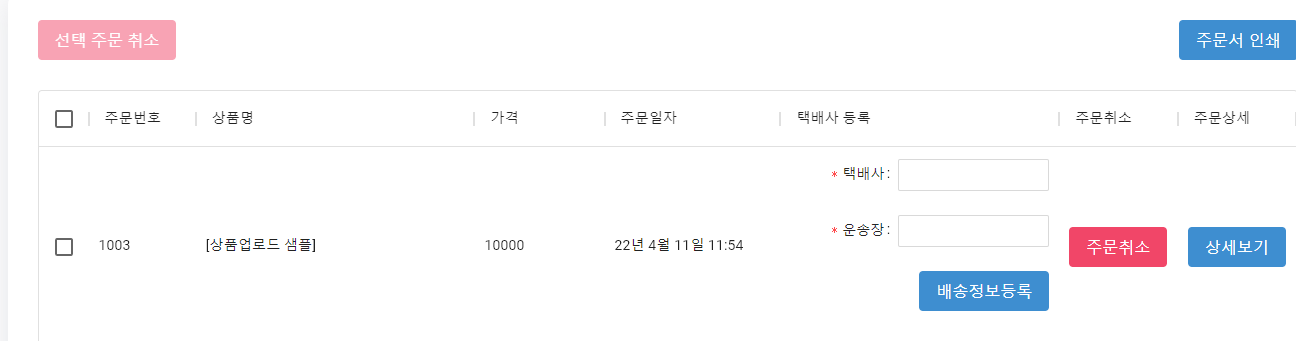 선택 주문 취소
주문서 인쇄
주문번호 상품명 가격 주문일자 택배사 등록 주문취소 주문상세
* 택배사 :
1003 [상품업로드 샘플] 10000 22년 4월 11일 11:54
* 운송장 :
주문취소 상세보기
배송정보등록